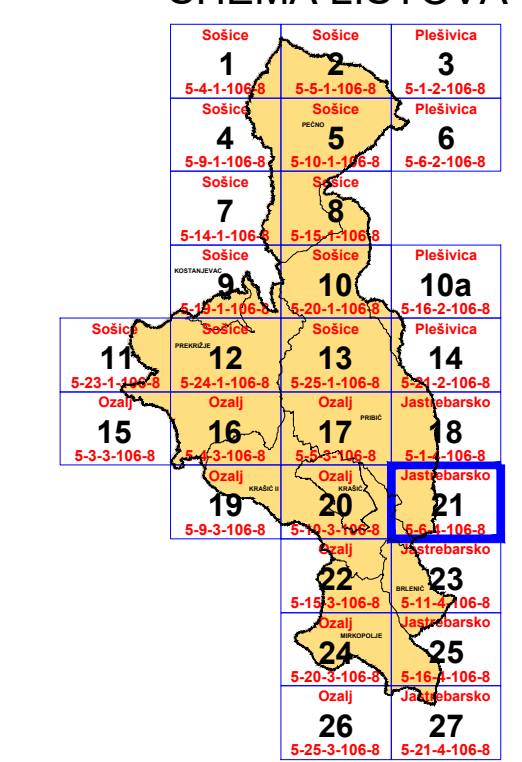 SHEMA LISTOVA
Sošice Sošice Plešivica
1 2 3
5-4-1-106-8 5-5-1-106-8 5-1-2-106-8
Sošice Sošice Plešivica
PEĆNO
4 5 6
5-9-1-106-8 5-10-1-106-8 5-6-2-106-8
Sošice Sošice
7 8
5-14-1-106-8 5-15-1-106-8
Sošice Sošice Plešivica
KOSTANJEVAC
9 10 10a
5-19-1-106-8 5-20-1-106-8 5-16-2-106-8
Sošice Sošice Sošice Plešivica
PREKRIŽJE
11 12 13 14
5-23-1-106-8 5-24-1-106-8 5-25-1-106-8 5-21-2-106-8
Ozalj Ozalj Ozalj Jastrebarsko
PRIBIĆ
15 16 17 18
5-3-3-106-8 5-4-3-106-8 5-5-3-106-8 5-1-4-106-8
Ozalj Ozalj Jastrebarsko
KRAŠIĆ II KRAŠIĆ
19 20 21
5-9-3-106-8 5-10-3-106-8 5-6-4-106-8
Ozalj Jastrebarsko
22 23
BRLENIĆ
5-15-3-106-8 5-11-4-106-8
Ozalj Jastrebarsko
MIRKOPOLJE
24 25
5-20-3-106-8 5-16-4-106-8
Ozalj Jastrebarsko
26 27
5-25-3-106-8 5-21-4-106-8